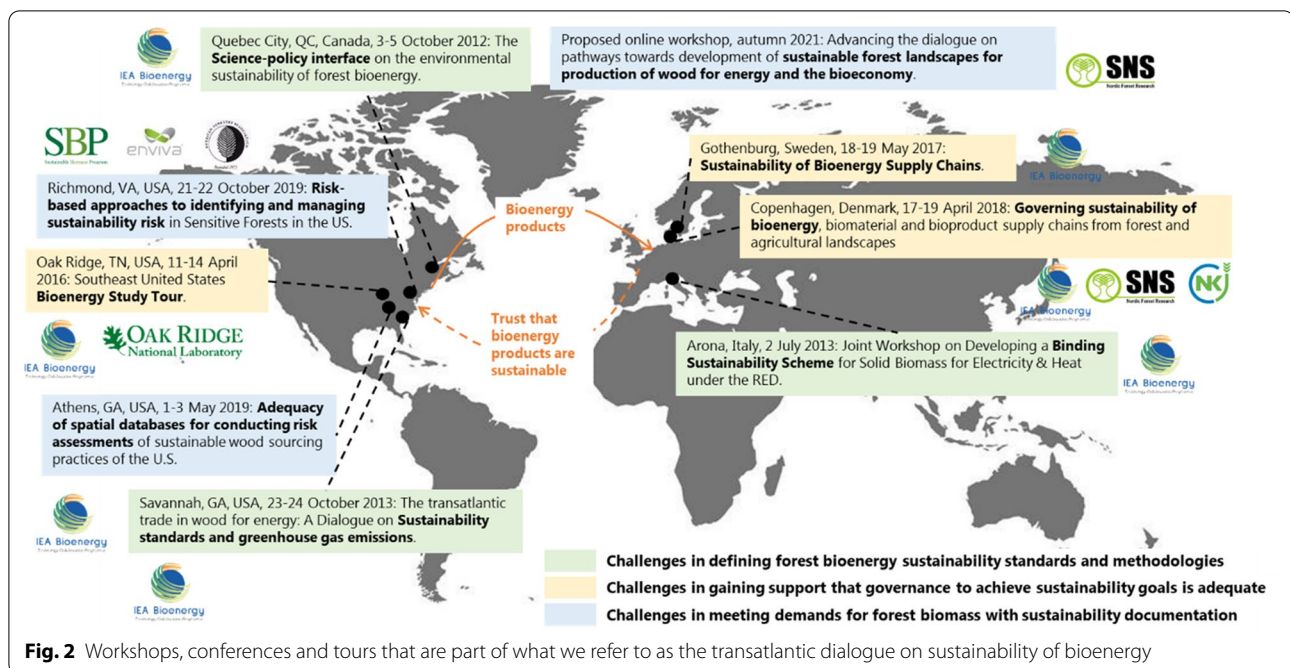 Quebec City, QC, Canada, 3-5 October 2012: The
Science-policy interface on the environmental
sustainability of forest bioenergy.
IEA Bioenergy
Proposed online workshop, autumn 2021: Advancing the dialogue on
pathways towards development of sustainable forest landscapes for
production of wood for energy and the bioeconomy.
SNS
Nordic Forest Research
SBP
Sustainable Biomass Program
enviva
Gothenburg, Sweden, 18-19 May 2017:
Sustainability of Bioenergy Supply Chains.
IEA Bioenergy
Richmond, VA, USA, 21-22 October 2019: Risk-
based approaches to identifying and managing
sustainability risk in Sensitive Forests in the US.
Bioenergy
products
Copenhagen, Denmark, 17-19 April 2018: Governing sustainability of
bioenergy, biomaterial and bioproduct supply chains from forest and
agricultural landscapes
Oak Ridge, TN, USA, 11-14 April
2016: Southeast United States
Bioenergy Study Tour.
IEA Bioenergy
SNS
Nordic Forest Research
NKJ
IEA Bioenergy
OAK RIDGE
National Laboratory
Trust that
bioenergy
products are
sustainable
Arona, Italy, 2 July 2013: Joint Workshop on Developing a Binding
Sustainability Scheme for Solid Biomass for Electricity & Heat
under the RED.
IEA Bioenergy
Athens, GA, USA, 1-3 May 2019: Adequacy
of spatial databases for conducting risk
assessments of sustainable wood sourcing
practices of the U.S.
Savannah, GA, USA, 23-24 October 2013: The transatlantic
trade in wood for energy: A Dialogue on Sustainability
standards and greenhouse gas emissions.
IEA Bioenergy
IEA Bioenergy
Challenges in defining forest bioenergy sustainability standards and methodologies
Challenges in gaining support that governance to achieve sustainability goals is adequate
Challenges in meeting demands for forest biomass with sustainability documentation
Fig. 2 Workshops, conferences and tours that are part of what we refer to as the transatlantic dialogue on sustainability of bioenergy